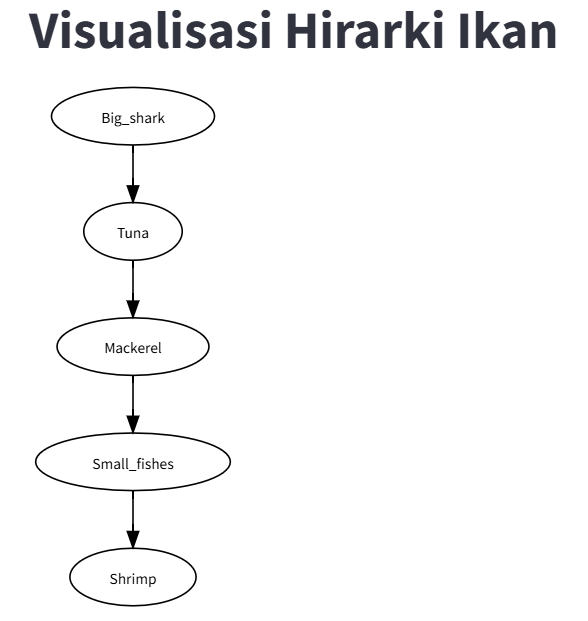 Visualisasi Hirarki Ikan
Big_shark
Tuna
Mackerel
Small_fishes
Shrimp